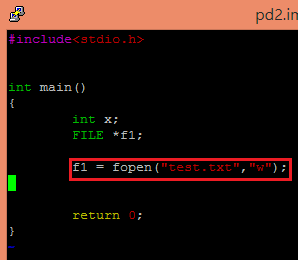 pd2.in
#include<stdio.h>
int main()
{
int x;
FILE *f1;
f1 = fopen("test.txt","w");
return 0;
}
~